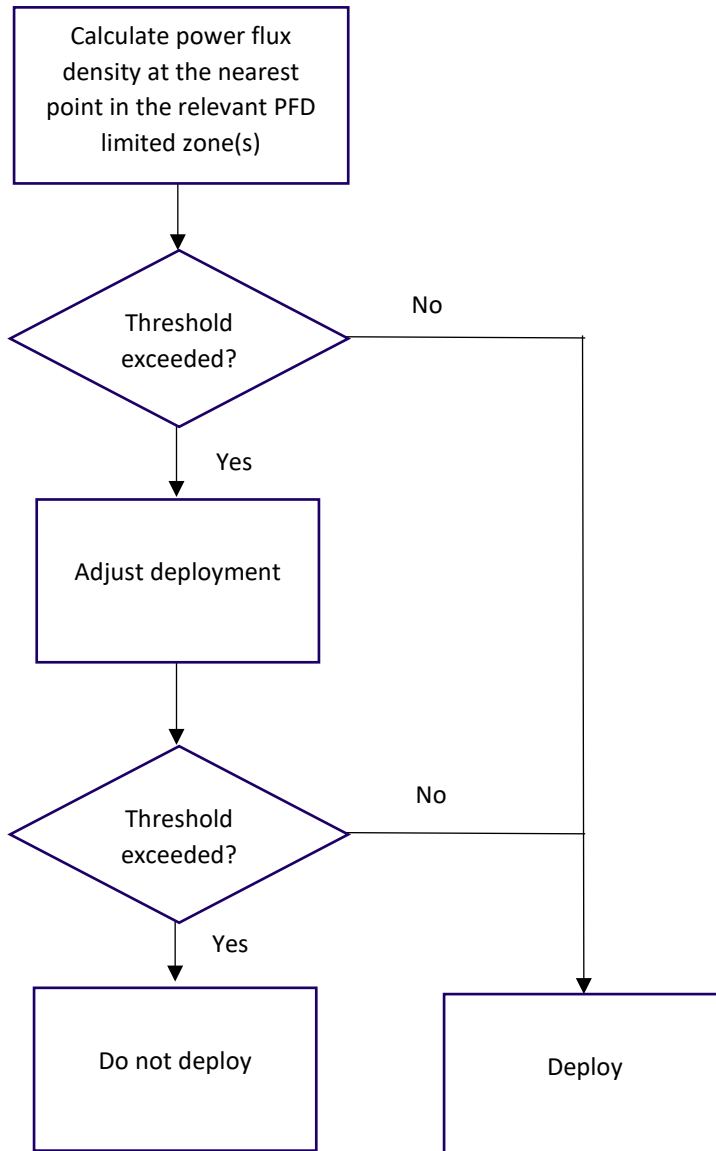 Calculate power flux
density at the nearest
point in the relevant PFD
limited zone(s)
No
Threshold
exceeded?
Yes
Adjust deployment
No
Threshold
exceeded?
Yes
Do not deploy
Deploy